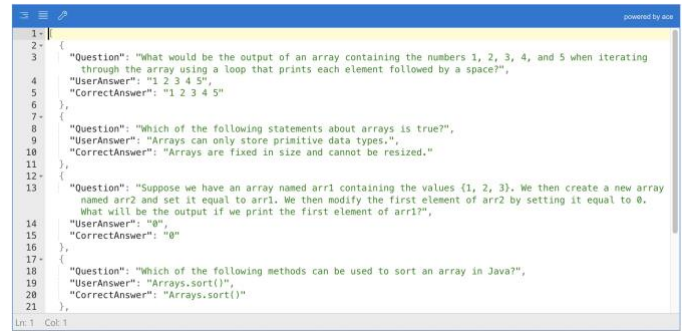 powered by ace
1 [
2 {
3 "Question": "What would be the output of an array containing the numbers 1, 2, 3, 4, and 5 when iterating
through the array using a loop that prints each element followed by a space?",
4 "UserAnswer": "1 2 3 4 5",
5 "CorrectAnswer": "1 2 3 4 5"
6 },
7 {
8 "Question": "Which of the following statements about arrays is true?",
9 "UserAnswer": "Arrays can only store primitive data types.",
10 "CorrectAnswer": "Arrays are fixed in size and cannot be resized."
11 },
12 {
13 "Question": "Suppose we have an array named arr1 containing the values {1, 2, 3}. We then create a new array
named arr2 and set it equal to arr1. We then modify the first element of arr2 by setting it equal to 0.
What will be the output if we print the first element of arr1?",
14 "UserAnswer": "0",
15 "CorrectAnswer": "0"
16 },
17 {
18 "Question": "Which of the following methods can be used to sort an array in Java?",
19 "UserAnswer": "Arrays.sort()",
20 "CorrectAnswer": "Arrays.sort()"
21 },
Ln: 1 Col: 1